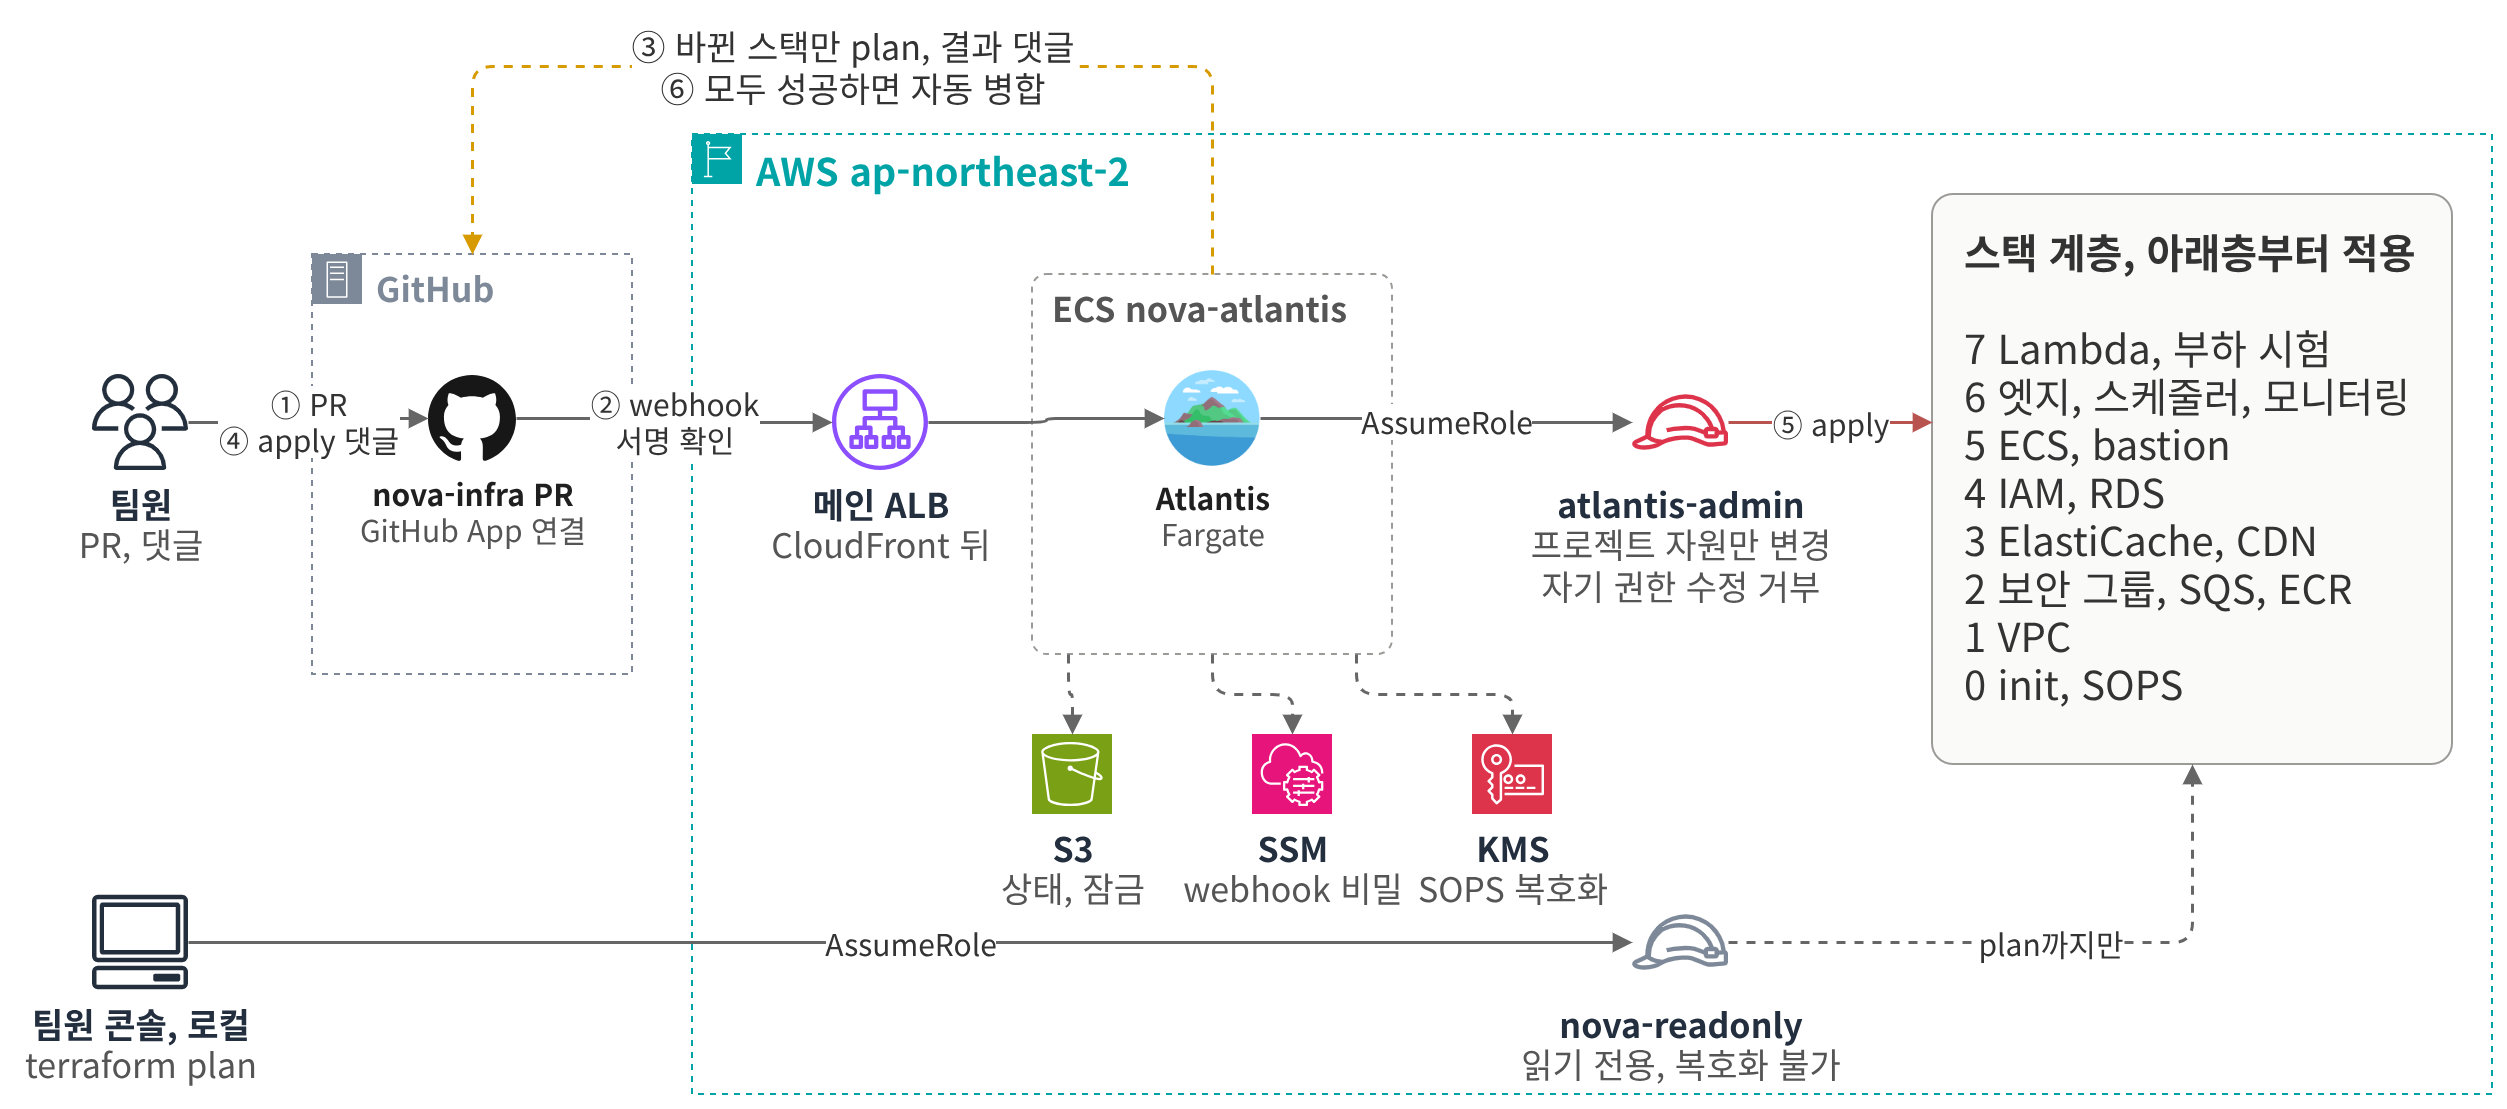 ③ 바뀐 스택만 plan, 결과 댓글
⑥ 모두 성공하면 자동 병합
AWS ap-northeast-2
GitHub
ECS nova-atlantis
① PR
④ apply 댓글
② webhook
서명 확인
AssumeRole
⑤ apply
팀원
PR, 댓글
nova-infra PR
GitHub App 연결
메인 ALB
CloudFront 뒤
Atlantis
Fargate
atlantis-admin
프로젝트 자원만 변경
자기 권한 수정 거부
스택 계층, 아래층부터 적용
7 Lambda, 부하 시험
6 엣지, 스케줄러, 모니터링
5 ECS, bastion
4 IAM, RDS
3 ElastiCache, CDN
2 보안 그룹, SQS, ECR
1 VPC
0 init, SOPS
S3
상태, 잠금
SSM
webhook 비밀
KMS
SOPS 복호화
AssumeRole
plan까지만
팀원 콘솔, 로컬
terraform plan
nova-readonly
읽기 전용, 복호화 불가